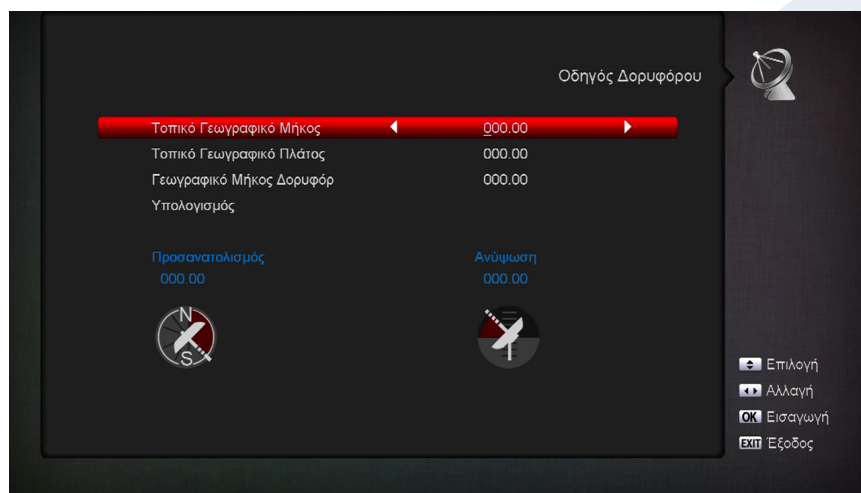 Οδηγός Δορυφόρου
Τοπικό Γεωγραφικό Μήκος 000.00
Τοπικό Γεωγραφικό Πλάτος 000.00
Γεωγραφικό Μήκος Δορυφόρ 000.00
Υπολογισμός
Προσανατολισμός Ανύψωση
000.00 000.00
N
S
Επιλογή
Αλλαγή
OK Εισαγωγή
EXIT Έξοδος